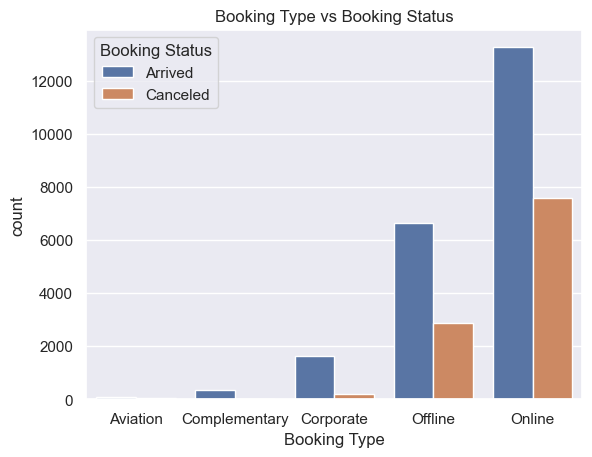 Booking Type vs Booking Status
Booking Status
Arrived
Canceled
12000
10000
8000
6000
4000
2000
0
count
Aviation Complementary Corporate Offline Online
Booking Type